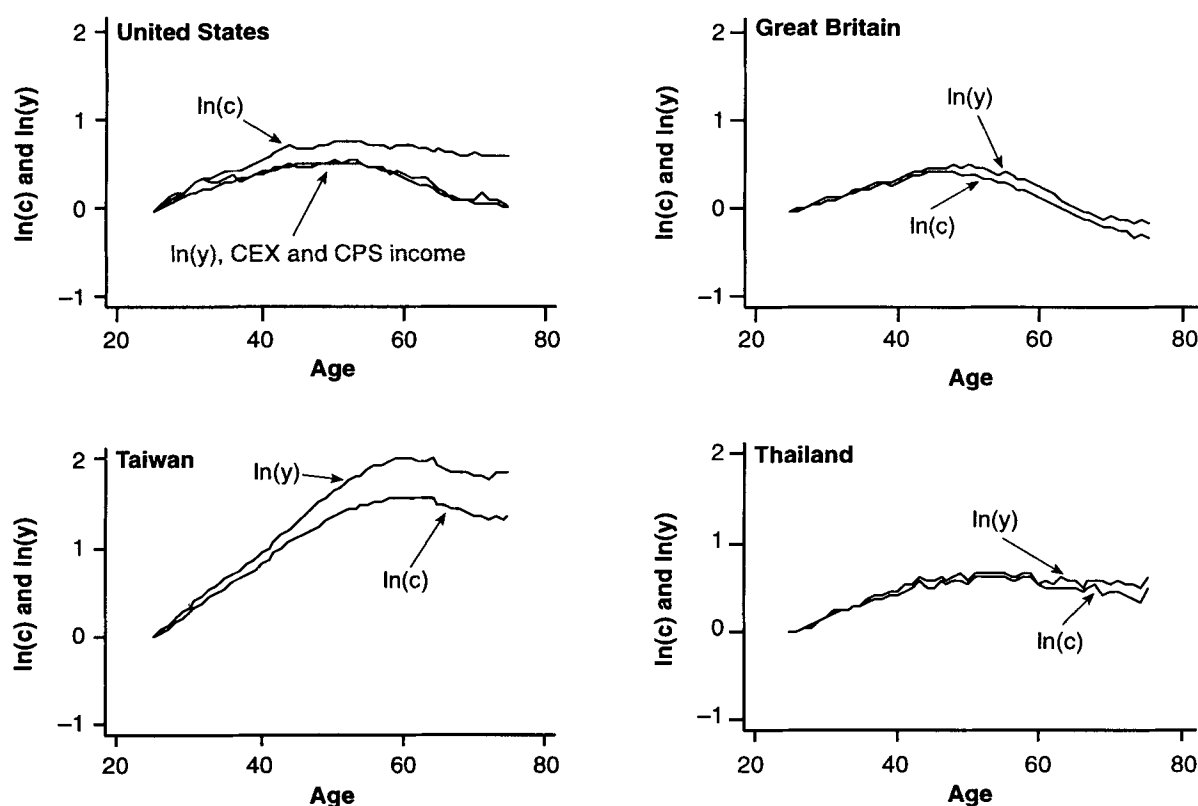 United States
ln(c) and ln(y)
2
1
0
−1
ln(c)
ln(y), CEX and CPS income
20
40
60
80
Age
Great Britain
ln(c) and ln(y)
2
1
0
−1
ln(y)
ln(c)
20
40
60
80
Age
Taiwan
ln(c) and ln(y)
2
1
0
−1
ln(y)
ln(c)
20
40
60
80
Age
Thailand
ln(c) and ln(y)
2
1
0
−1
ln(y)
ln(c)
20
40
60
80
Age